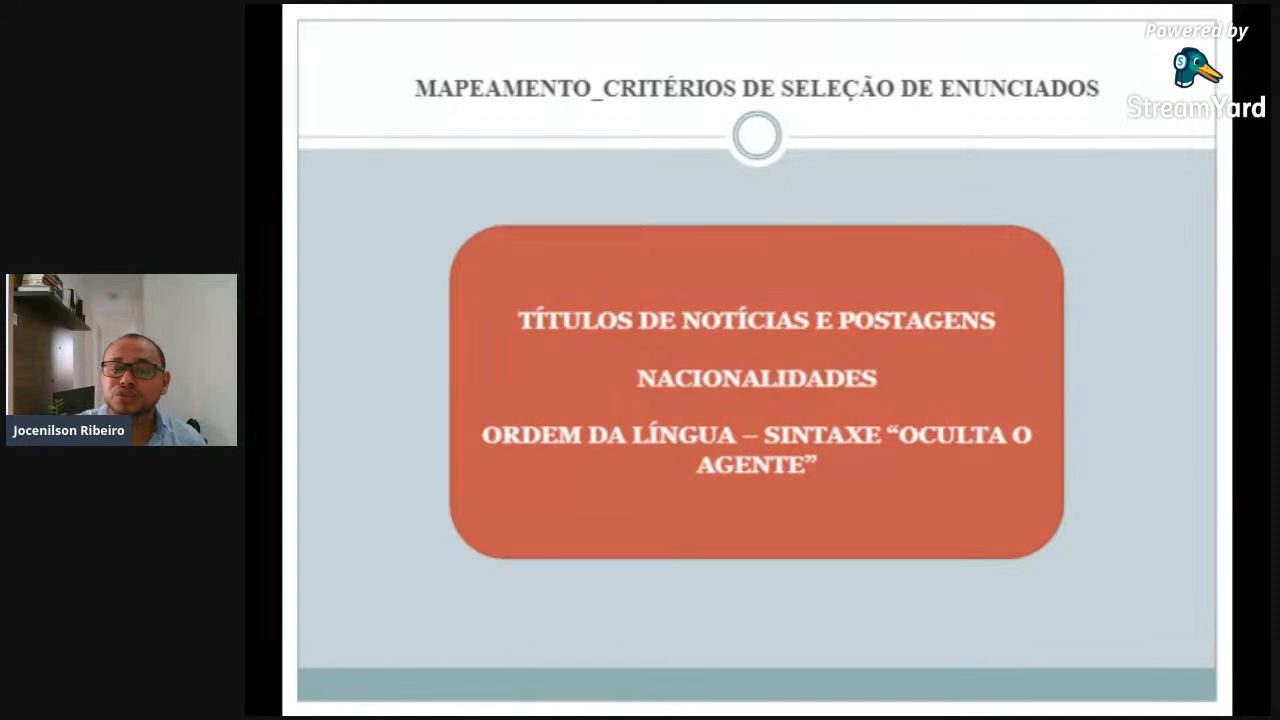 MAPEAMENTO_CRITÉRIOS DE SELEÇÃO DE ENUNCIADOS
Powered by
StreamYard
TÍTULOS DE NOTÍCIAS E POSTAGENS
NACIONALIDADES
ORDEM DA LÍNGUA – SINTAXE “OCULTA O
AGENTE”
Jocenilson Ribeiro